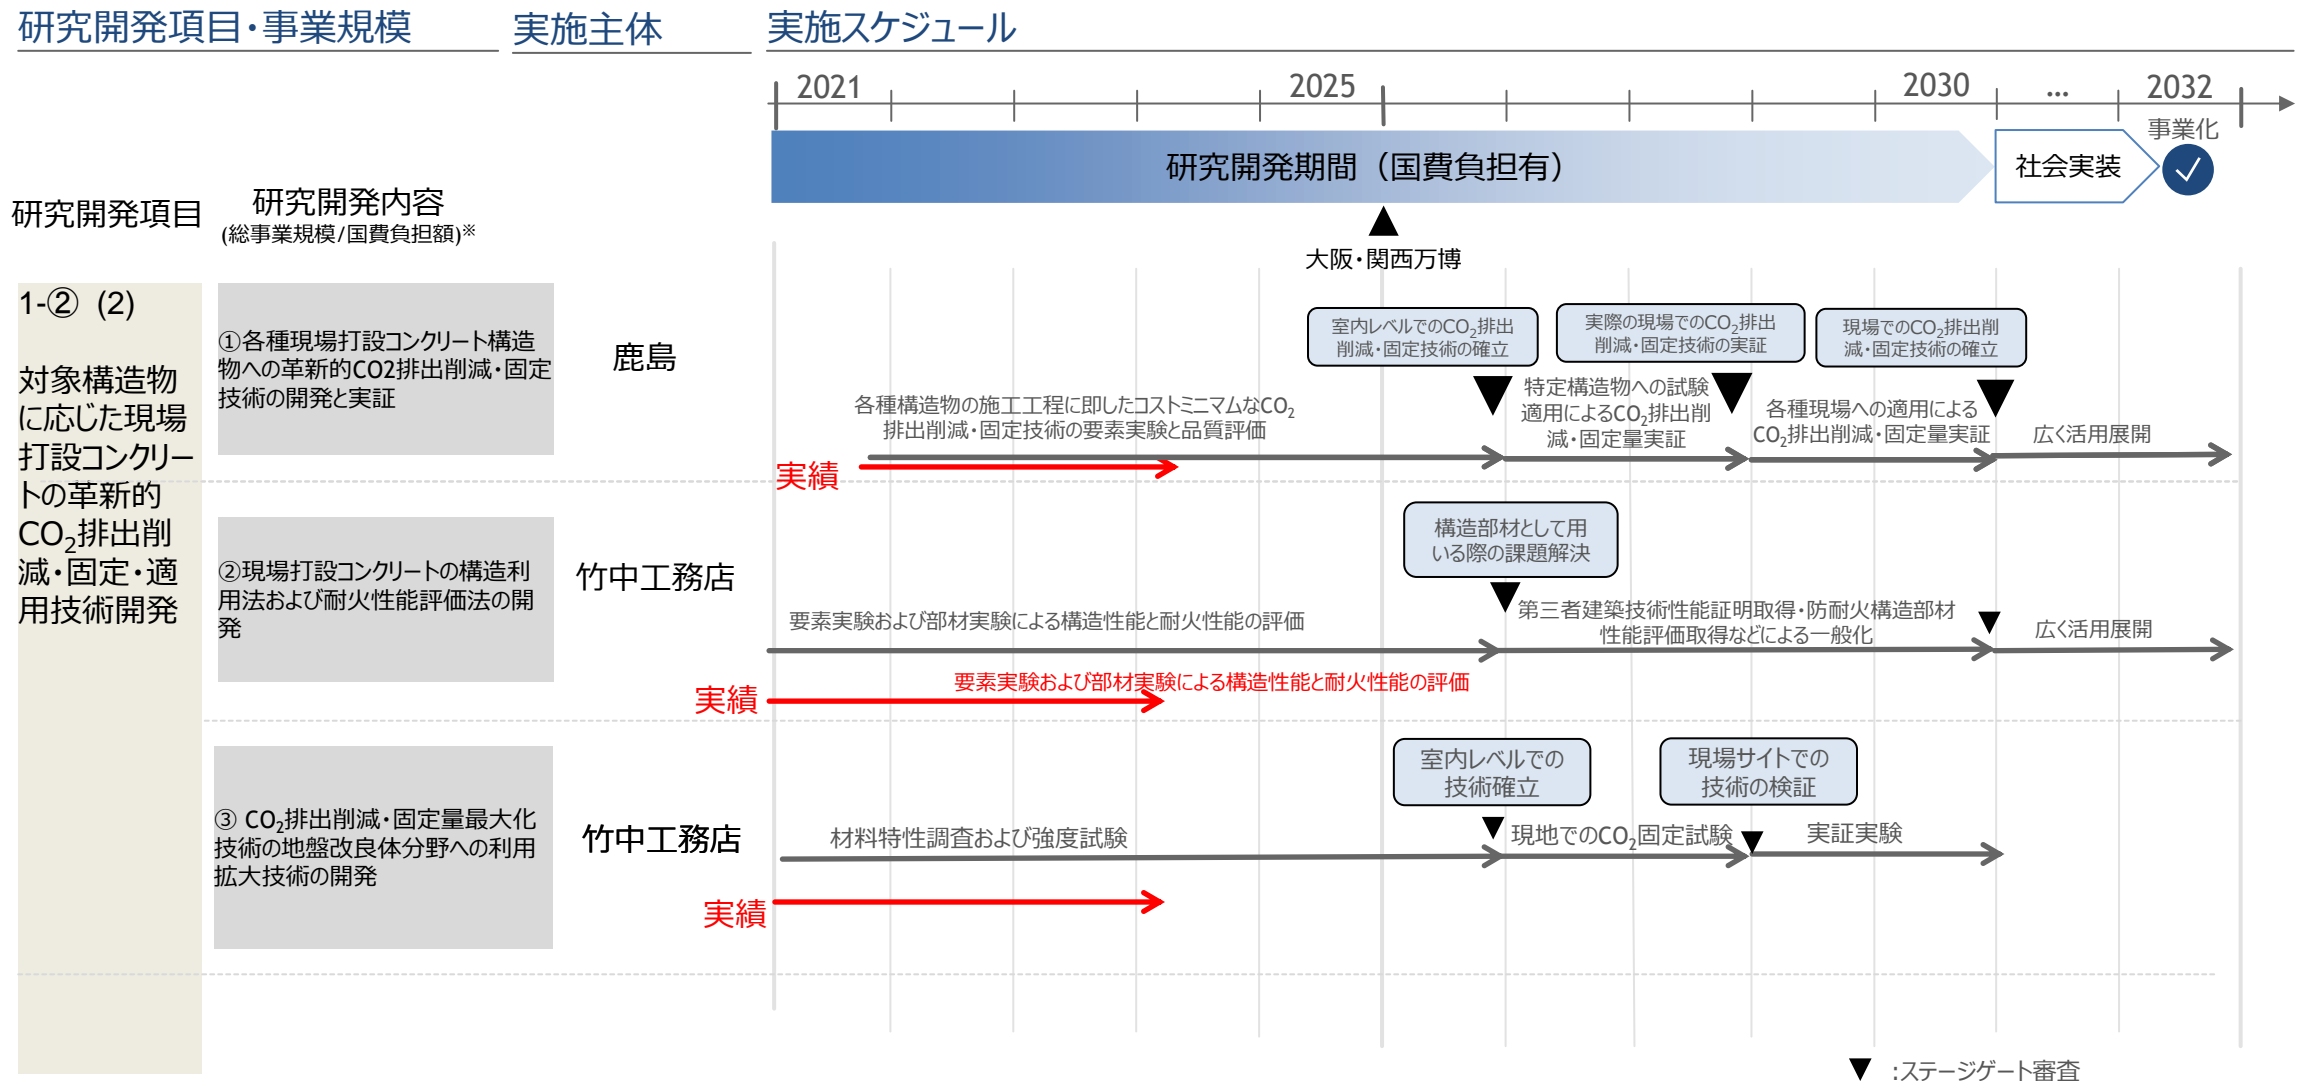 研究開発項目・事業規模
実施主体
実施スケジュール
2021
2025
2030
...
2032
事業化
研究開発期間（国費負担有）
社会実装
大阪・関西万博
研究開発項目
研究開発内容
(総事業規模/国費負担額)※
1-② (2)
対象構造物
に応じた現場
打設コンクリー
トの革新的
CO₂排出削
減・固定・適
用技術開発
①各種現場打設コンクリート構造
物への革新的CO2排出削減・固定
技術の開発と実証
鹿島
室内レベルでのCO₂排出
削減・固定技術の確立
実際の現場でのCO₂排出
削減・固定技術の実証
現場でのCO₂排出削
減・固定技術の確立
各種構造物の施工工程に即したコストミニマムなCO₂
排出削減・固定技術の要素実験と品質評価
特定構造物への試験
適用によるCO₂排出削
減・固定量実証
各種現場への適用による
CO₂排出削減・固定量実証
広く活用展開
実績
②現場打設コンクリートの構造利
用法および耐火性能評価法の開
発
竹中工務店
構造部材として用
いる際の課題解決
要素実験および部材実験による構造性能と耐火性能の評価
第三者建築技術性能証明取得・防耐火構造部材
性能評価取得などによる一般化
広く活用展開
要素実験および部材実験による構造性能と耐火性能の評価
実績
③ CO₂排出削減・固定量最大化
技術の地盤改良体分野への利用
拡大技術の開発
竹中工務店
室内レベルでの
技術確立
現場サイトでの
技術の検証
材料特性調査および強度試験
現地でのCO₂固定試験
実証実験
実績
▼ :ステージゲート審査